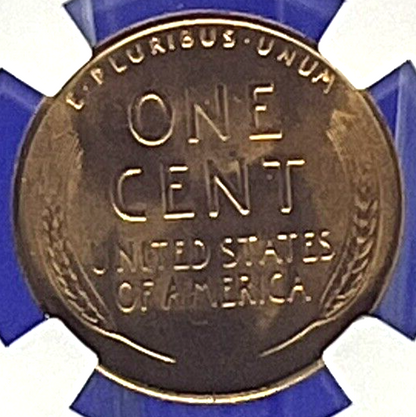 E·PLURIBUS·UNUM
ONE
CENT
UNITED STATES
OF AMERICA